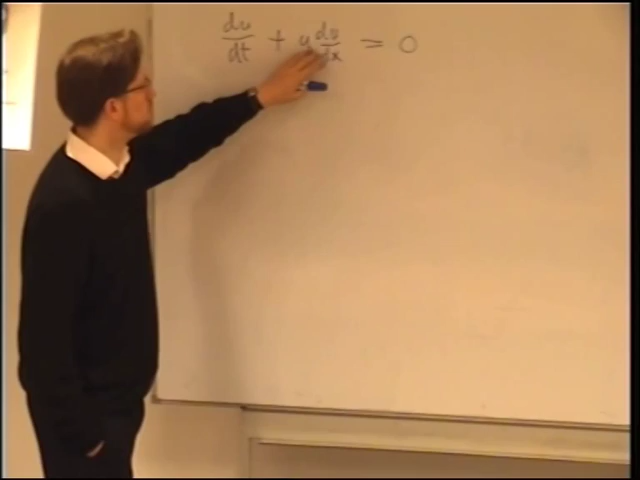 du/dt + u du/dx = 0